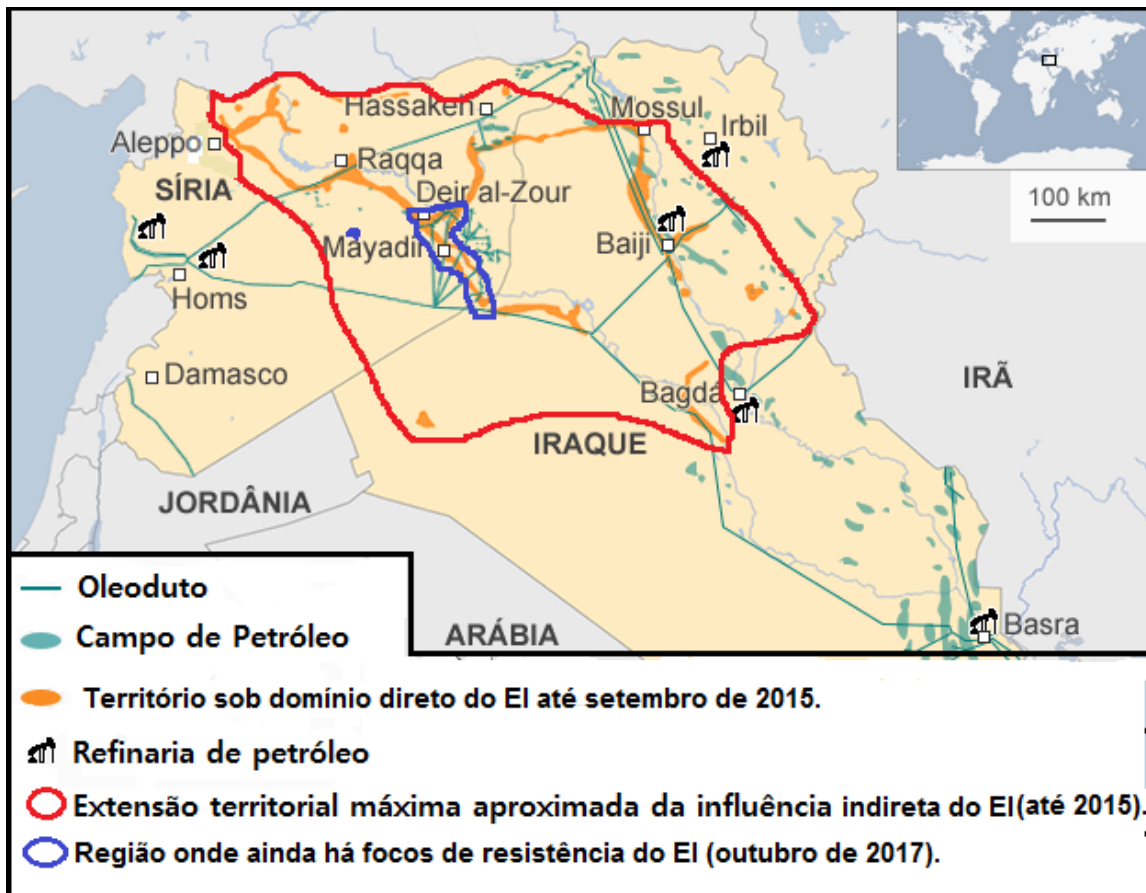 Hassakeh
Mossul
Irbil
Aleppo
Raqqa
100 km
SÍRIA
Deir al-Zour
Mayadin
Baiji
Homs
Damasco
Bagdá
IRÃ
IRAQUE
JORDÂNIA
Oleoduto
Campo de Petróleo
ARÁBIA
Basra
Território sob domínio direto do EI até setembro de 2015.
Refinaria de petróleo
Extensão territorial máxima aproximada da influência indireta do EI (até 2015).
Região onde ainda há focos de resistência do EI (outubro de 2017).